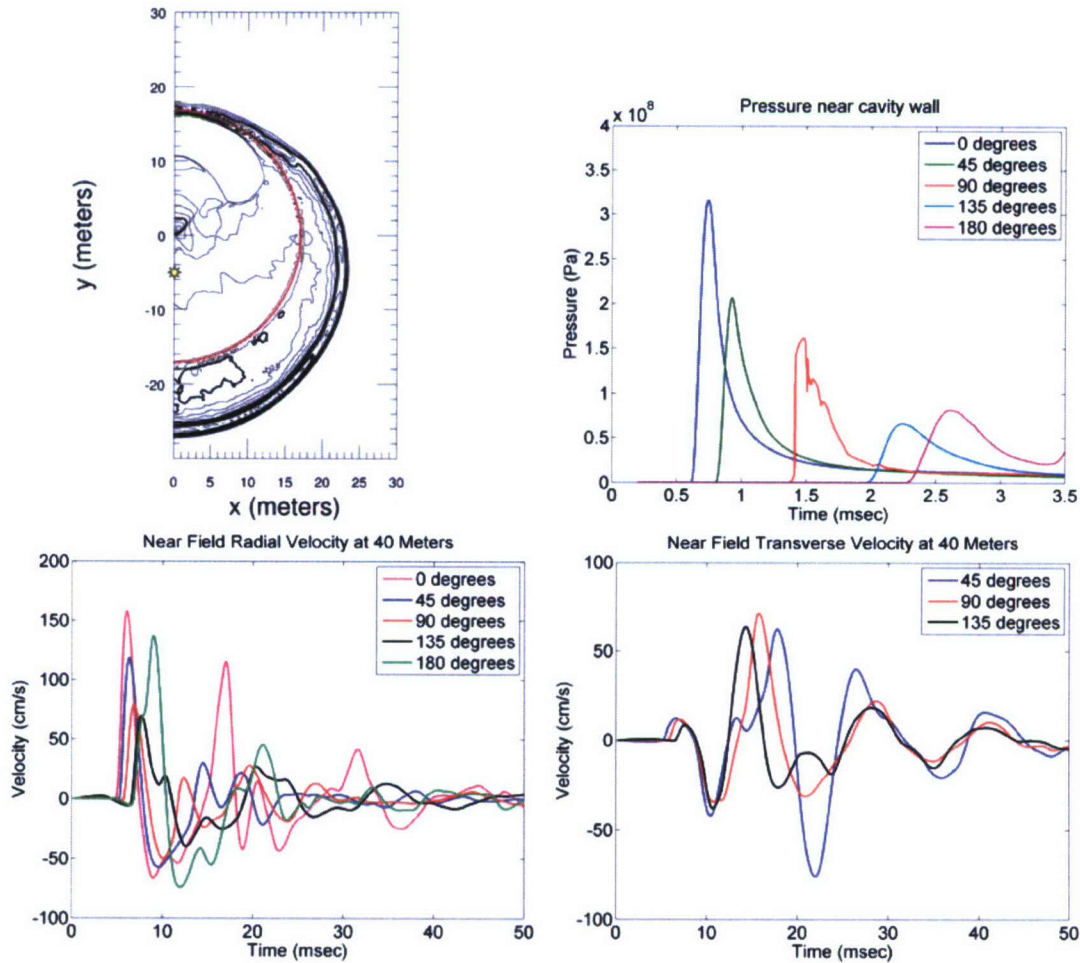 30
20
10
0
-10
-20
y (meters)
0 5 10 15 20 25 30
x (meters)
Pressure near cavity wall
x 10^8
4
3.5
3
2.5
2
1.5
1
0.5
0
Pressure (Pa)
0 0.5 1 1.5 2 2.5 3 3.5
Time (msec)
0 degrees
45 degrees
90 degrees
135 degrees
180 degrees
Near Field Radial Velocity at 40 Meters
200
150
100
50
0
-50
-100
Velocity (cm/s)
0 10 20 30 40 50
Time (msec)
0 degrees
45 degrees
90 degrees
135 degrees
180 degrees
Near Field Transverse Velocity at 40 Meters
100
50
0
-50
-100
Velocity (cm/s)
0 10 20 30 40 50
Time (msec)
45 degrees
90 degrees
135 degrees